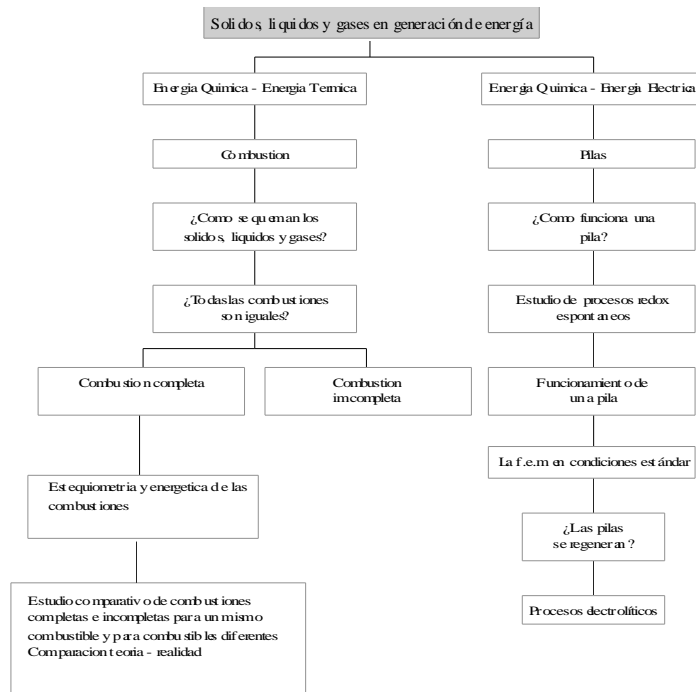 Solidos, liquidos y gases en generación de energía
Energia Quimica - Energia Termica
Energia Quimica - Energia Electrica
Combustion
Pilas
¿Como se queman los
solidos, liquidos y gases?
¿Como funciona una
pila?
¿Todas las combustiones
son iguales?
Estudio de procesos redox
espontaneos
Combustion completa
Combustion
imcompleta
Funcionamiento de
una pila
La f.e.m en condiciones estándar
Estequiometria y energetica de las
combustiones
¿Las pilas
se regeneran?
Estudio comparativo de combustiones
completas e incompletas para un mismo
combustible y para combustibles diferentes
Comparacion teoria - realidad
Procesos electrolíticos